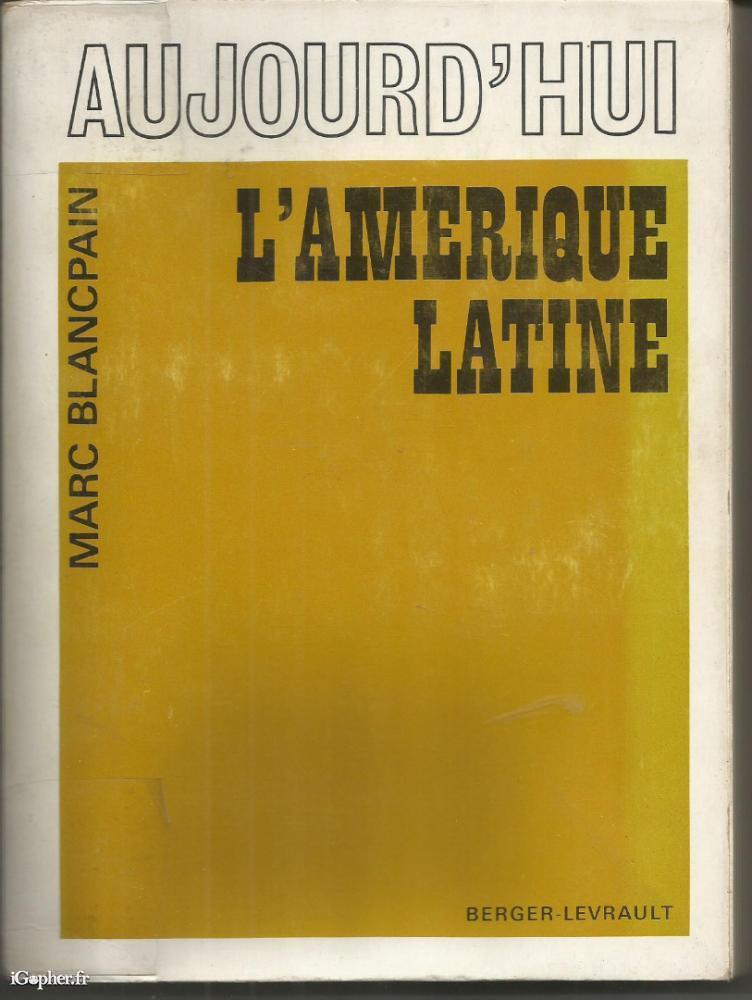 AUJOURD'HUI
MARC BLANCPAIN
L'AMERIQUE
LATINE
BERGER-LEVRAULT
iGopher.fr